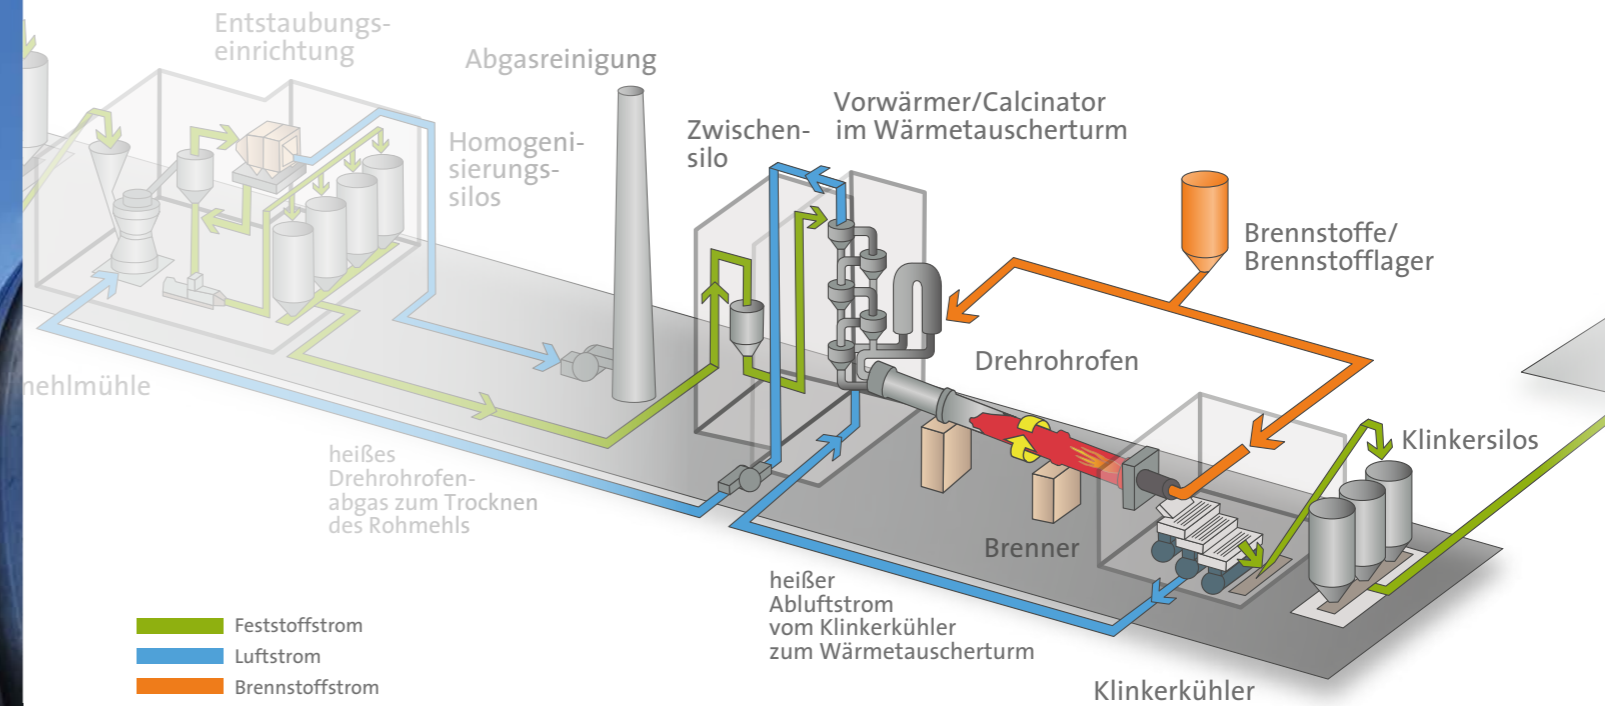 Entstaubungs-
einrichtung
Abgasreinigung
Homogeni-
sierungs-
silos
Zwischen-
silo
Vorwärmer/Calcinator
im Wärmetauscherturm
Brennstoffe/
Brennstofflager
Drehrohrofen
Klinkersilos
heißes
Drehrohrofen-
abgas zum Trocknen
des Rohmehls
Brenner
heißer
Abluftstrom
vom Klinkerkühler
zum Wärmetauscherturm
Klinkerkühler
Feststoffstrom
Luftstrom
Brennstoffstrom